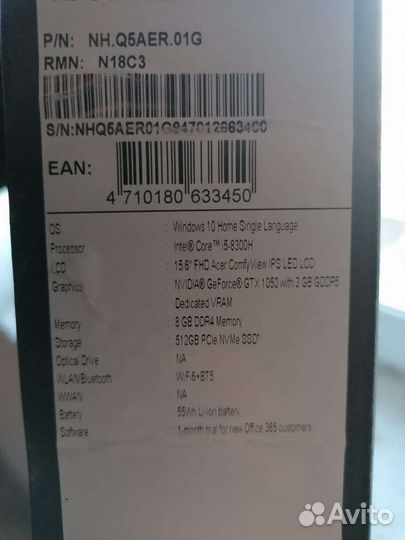 P/N: NH.Q5AER.01G
RMN: N18C3
S/N:NHQ5AER01G947012663400
EAN:
4 710180 633450
OS : Windows 10 Home Single Language
Processor : Intel® Core™ i5-8300H
LCD : 15.6" FHD Acer ComfyView IPS LED LCD
Graphics : NVIDIA® GeForce® GTX 1050 with 3 GB GDDR5
Dedicated VRAM
Memory : 8 GB DDR4 Memory
Storage : 512GB PCIe NVMe SSD*
Optical Drive : NA
WLAN/Bluetooth : WiFi6+BT5
WWAN : NA
Battery : 55Wh Li-ion battery
Software : 1-month trial for new Office 365 customers
Avito